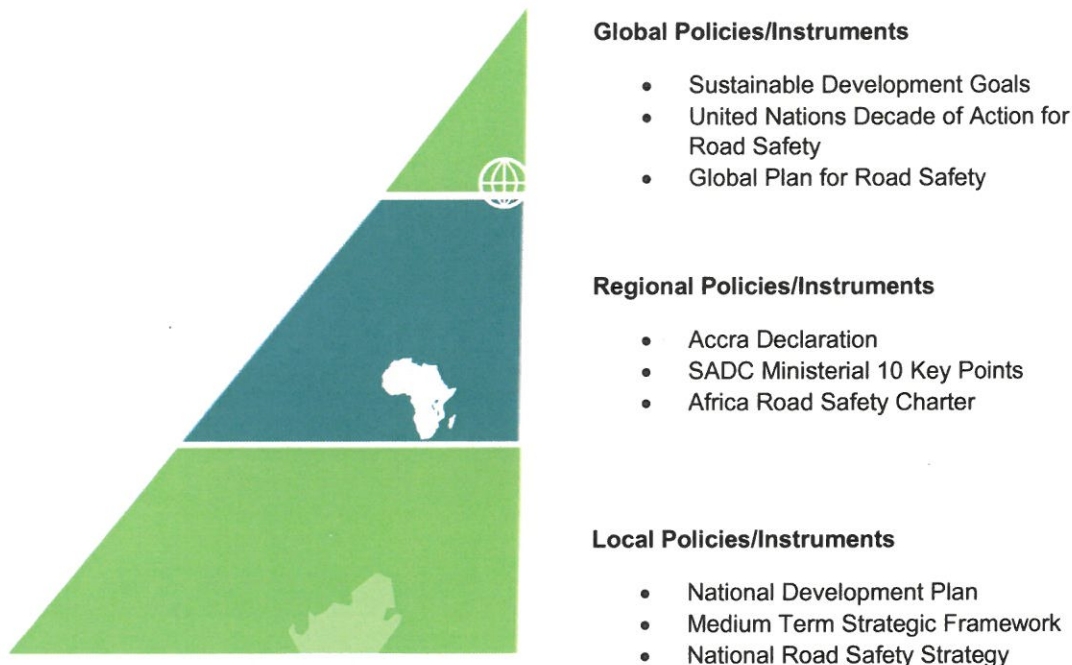 Global Policies/Instruments
• Sustainable Development Goals
• United Nations Decade of Action for
Road Safety
• Global Plan for Road Safety
Regional Policies/Instruments
• Accra Declaration
• SADC Ministerial 10 Key Points
• Africa Road Safety Charter
Local Policies/Instruments
• National Development Plan
• Medium Term Strategic Framework
• National Road Safety Strategy